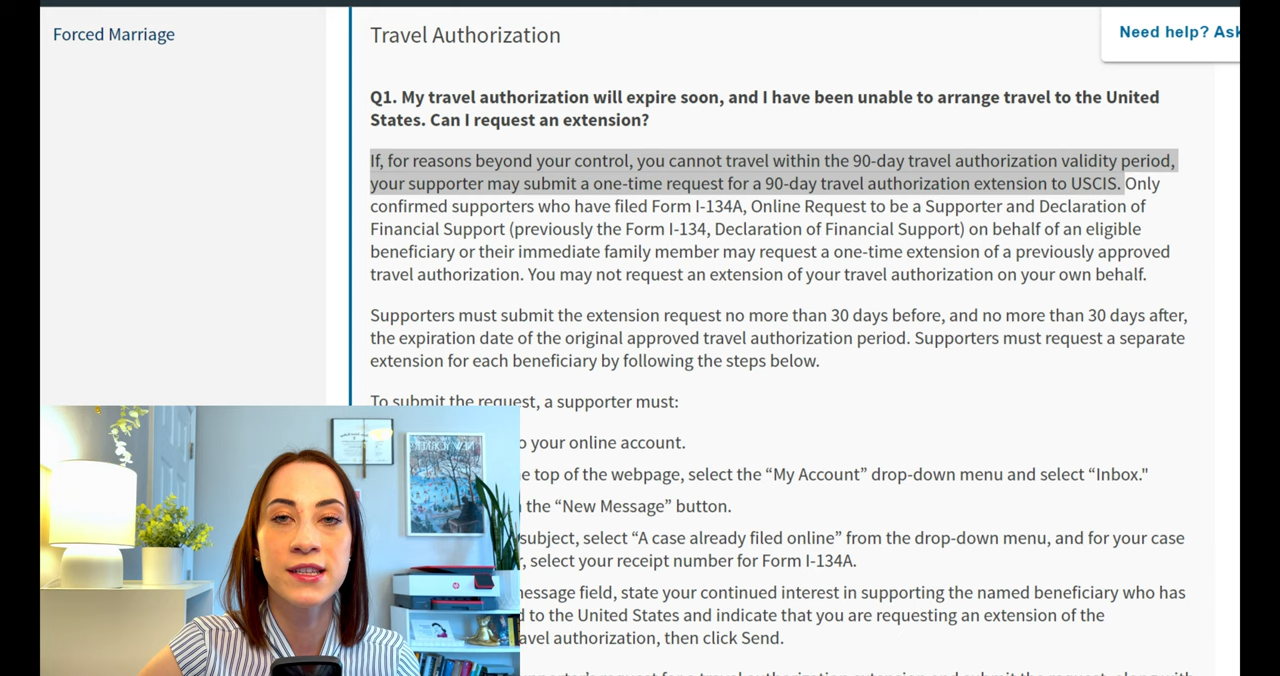 Forced Marriage
Travel Authorization
Need help? Ask
Q1. My travel authorization will expire soon, and I have been unable to arrange travel to the United
States. Can I request an extension?
If, for reasons beyond your control, you cannot travel within the 90-day travel authorization validity period,
your supporter may submit a one-time request for a 90-day travel authorization extension to USCIS. Only
confirmed supporters who have filed Form I-134A, Online Request to be a Supporter and Declaration of
Financial Support (previously the Form I-134, Declaration of Financial Support) on behalf of an eligible
beneficiary or their immediate family member may request a one-time extension of a previously approved
travel authorization. You may not request an extension of your travel authorization on your own behalf.
Supporters must submit the extension request no more than 30 days before, and no more than 30 days after,
the expiration date of the original approved travel authorization period. Supporters must request a separate
extension for each beneficiary by following the steps below.
To submit the request, a supporter must:
o your online account.
e top of the webpage, select the “My Account” drop-down menu and select “Inbox."
the “New Message” button.
subject, select “A case already filed online” from the drop-down menu, and for your case
, select your receipt number for Form I-134A.
essage field, state your continued interest in supporting the named beneficiary who has
d to the United States and indicate that you are requesting an extension of the
avel authorization, then click Send.